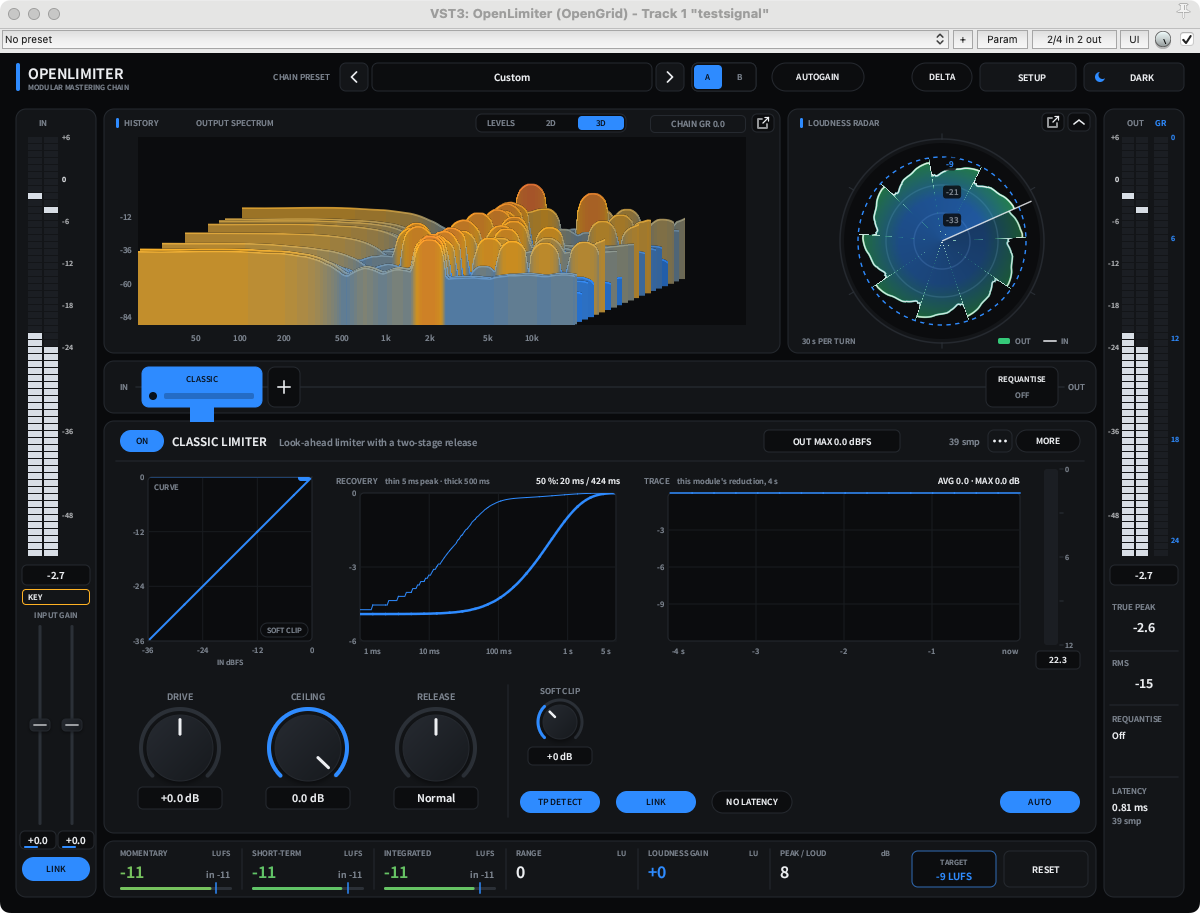 VST3: OpenLimiter (OpenGrid) - Track 1 "testsignal"
No preset
+
Param
2/4 in 2 out
UI
OPENLIMITER
MODULAR MASTERING CHAIN
CHAIN PRESET
Custom
A
B
AUTOGAIN
DELTA
SETUP
DARK
IN
+6
0
-6
-12
-18
-24
-36
-48
-2.7
KEY
INPUT GAIN
+0.0
+0.0
LINK
HISTORY
OUTPUT SPECTRUM
LEVELS
2D
3D
CHAIN GR 0.0
-12
-36
-60
-84
50
100
200
500
1k
2k
5k
10k
LOUDNESS RADAR
-9
-21
-33
30 s PER TURN
OUT
IN
IN
CLASSIC
+
REQUANTISE
OFF
OUT
ON
CLASSIC LIMITER
Look-ahead limiter with a two-stage release
OUT MAX 0.0 dBFS
39 smp
•••
MORE
CURVE
0
-12
-24
-36
-36
-24
-12
0
IN dBFS
SOFT CLIP
RECOVERY
thin 5 ms peak · thick 500 ms
50 %: 20 ms / 424 ms
0
-3
-6
1 ms
10 ms
100 ms
1 s
5 s
TRACE
this module's reduction, 4 s
AVG 0.0 · MAX 0.0 dB
-3
-6
-9
-4 s
-3
-2
-1
now
0
6
12
22.3
DRIVE
+0.0 dB
CEILING
0.0 dB
RELEASE
Normal
SOFT CLIP
+0 dB
TP DETECT
LINK
NO LATENCY
AUTO
MOMENTARY
LUFS
-11
in -11
SHORT-TERM
LUFS
-11
in -11
INTEGRATED
LUFS
-11
in -11
RANGE
LU
0
LOUDNESS GAIN
LU
+0
PEAK / LOUD
dB
8
TARGET
-9 LUFS
RESET
OUT
GR
+6
0
-6
-12
-18
-24
-36
-48
0
6
12
18
24
-2.7
TRUE PEAK
-2.6
RMS
-15
REQUANTISE
Off
LATENCY
0.81 ms
39 smp